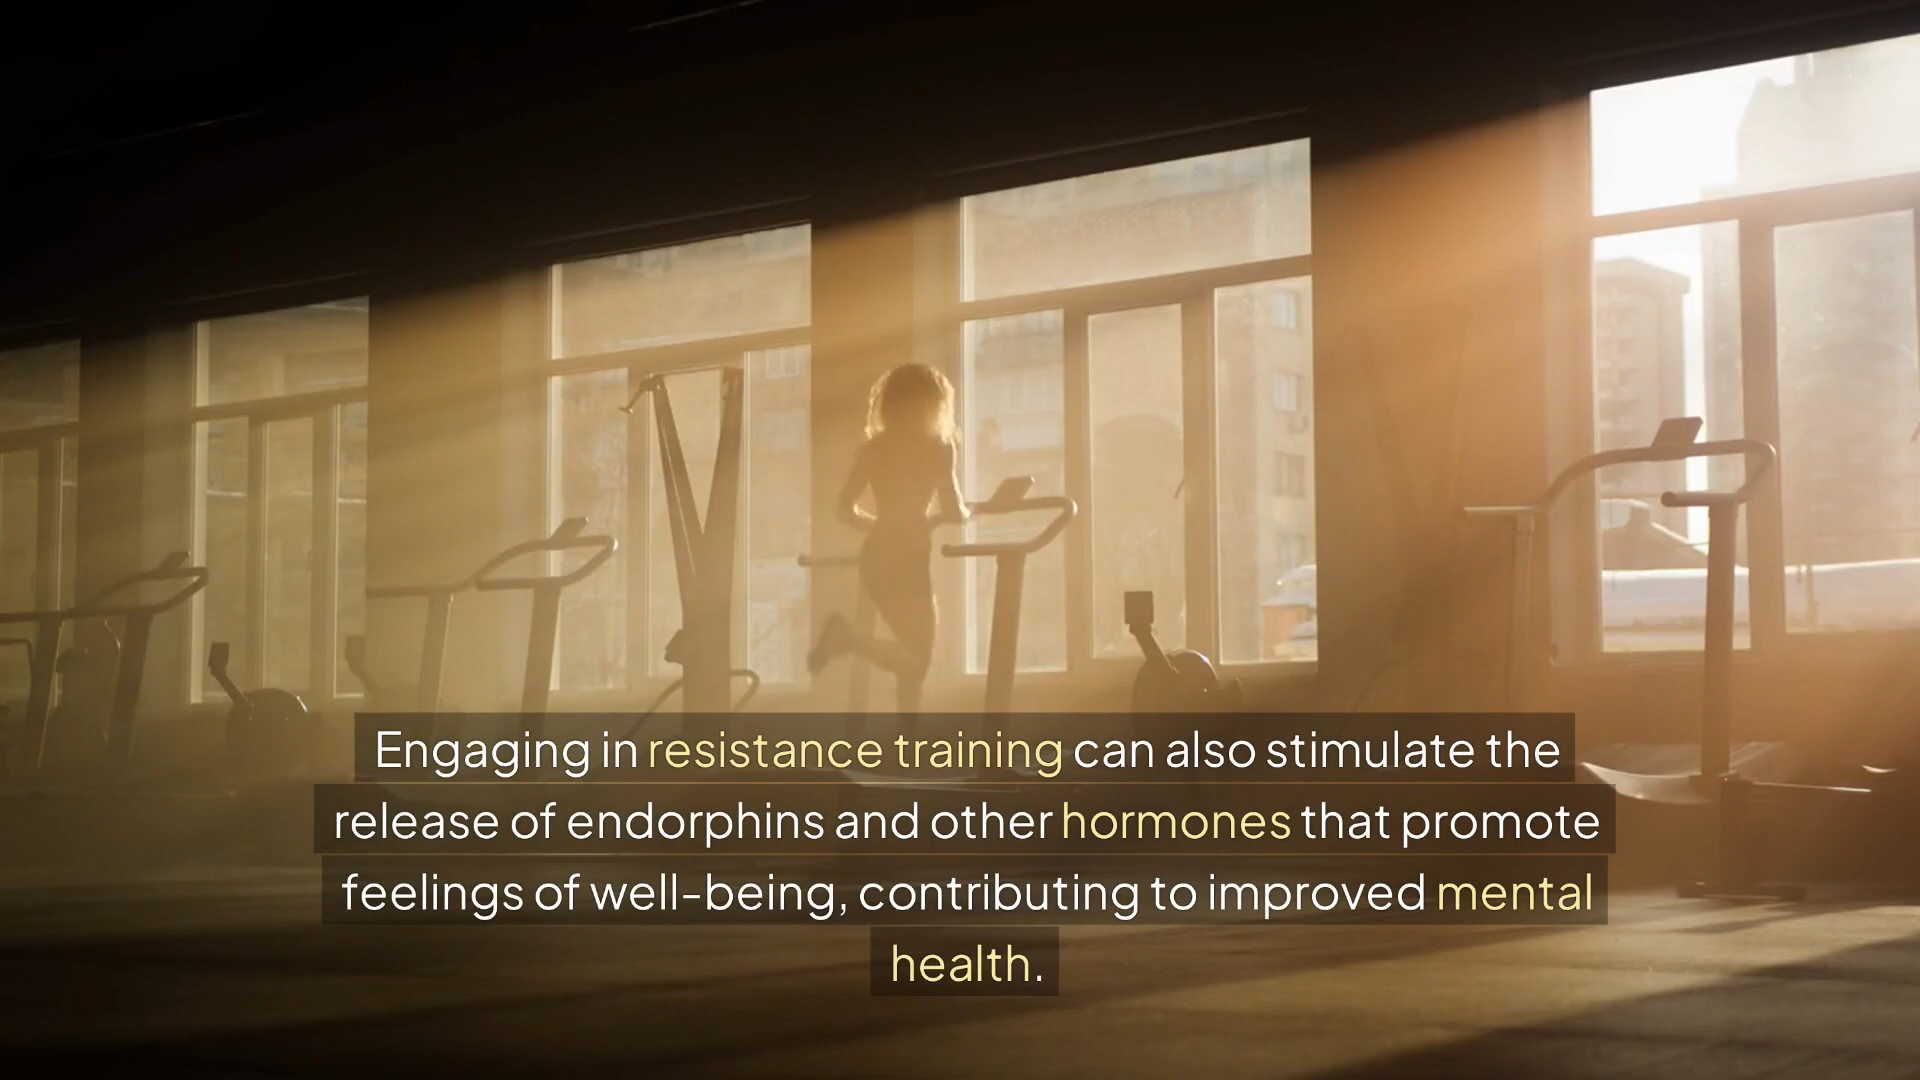 Engaging in resistance training can also stimulate the
release of endorphins and other hormones that promote
feelings of well-being, contributing to improved mental
health.